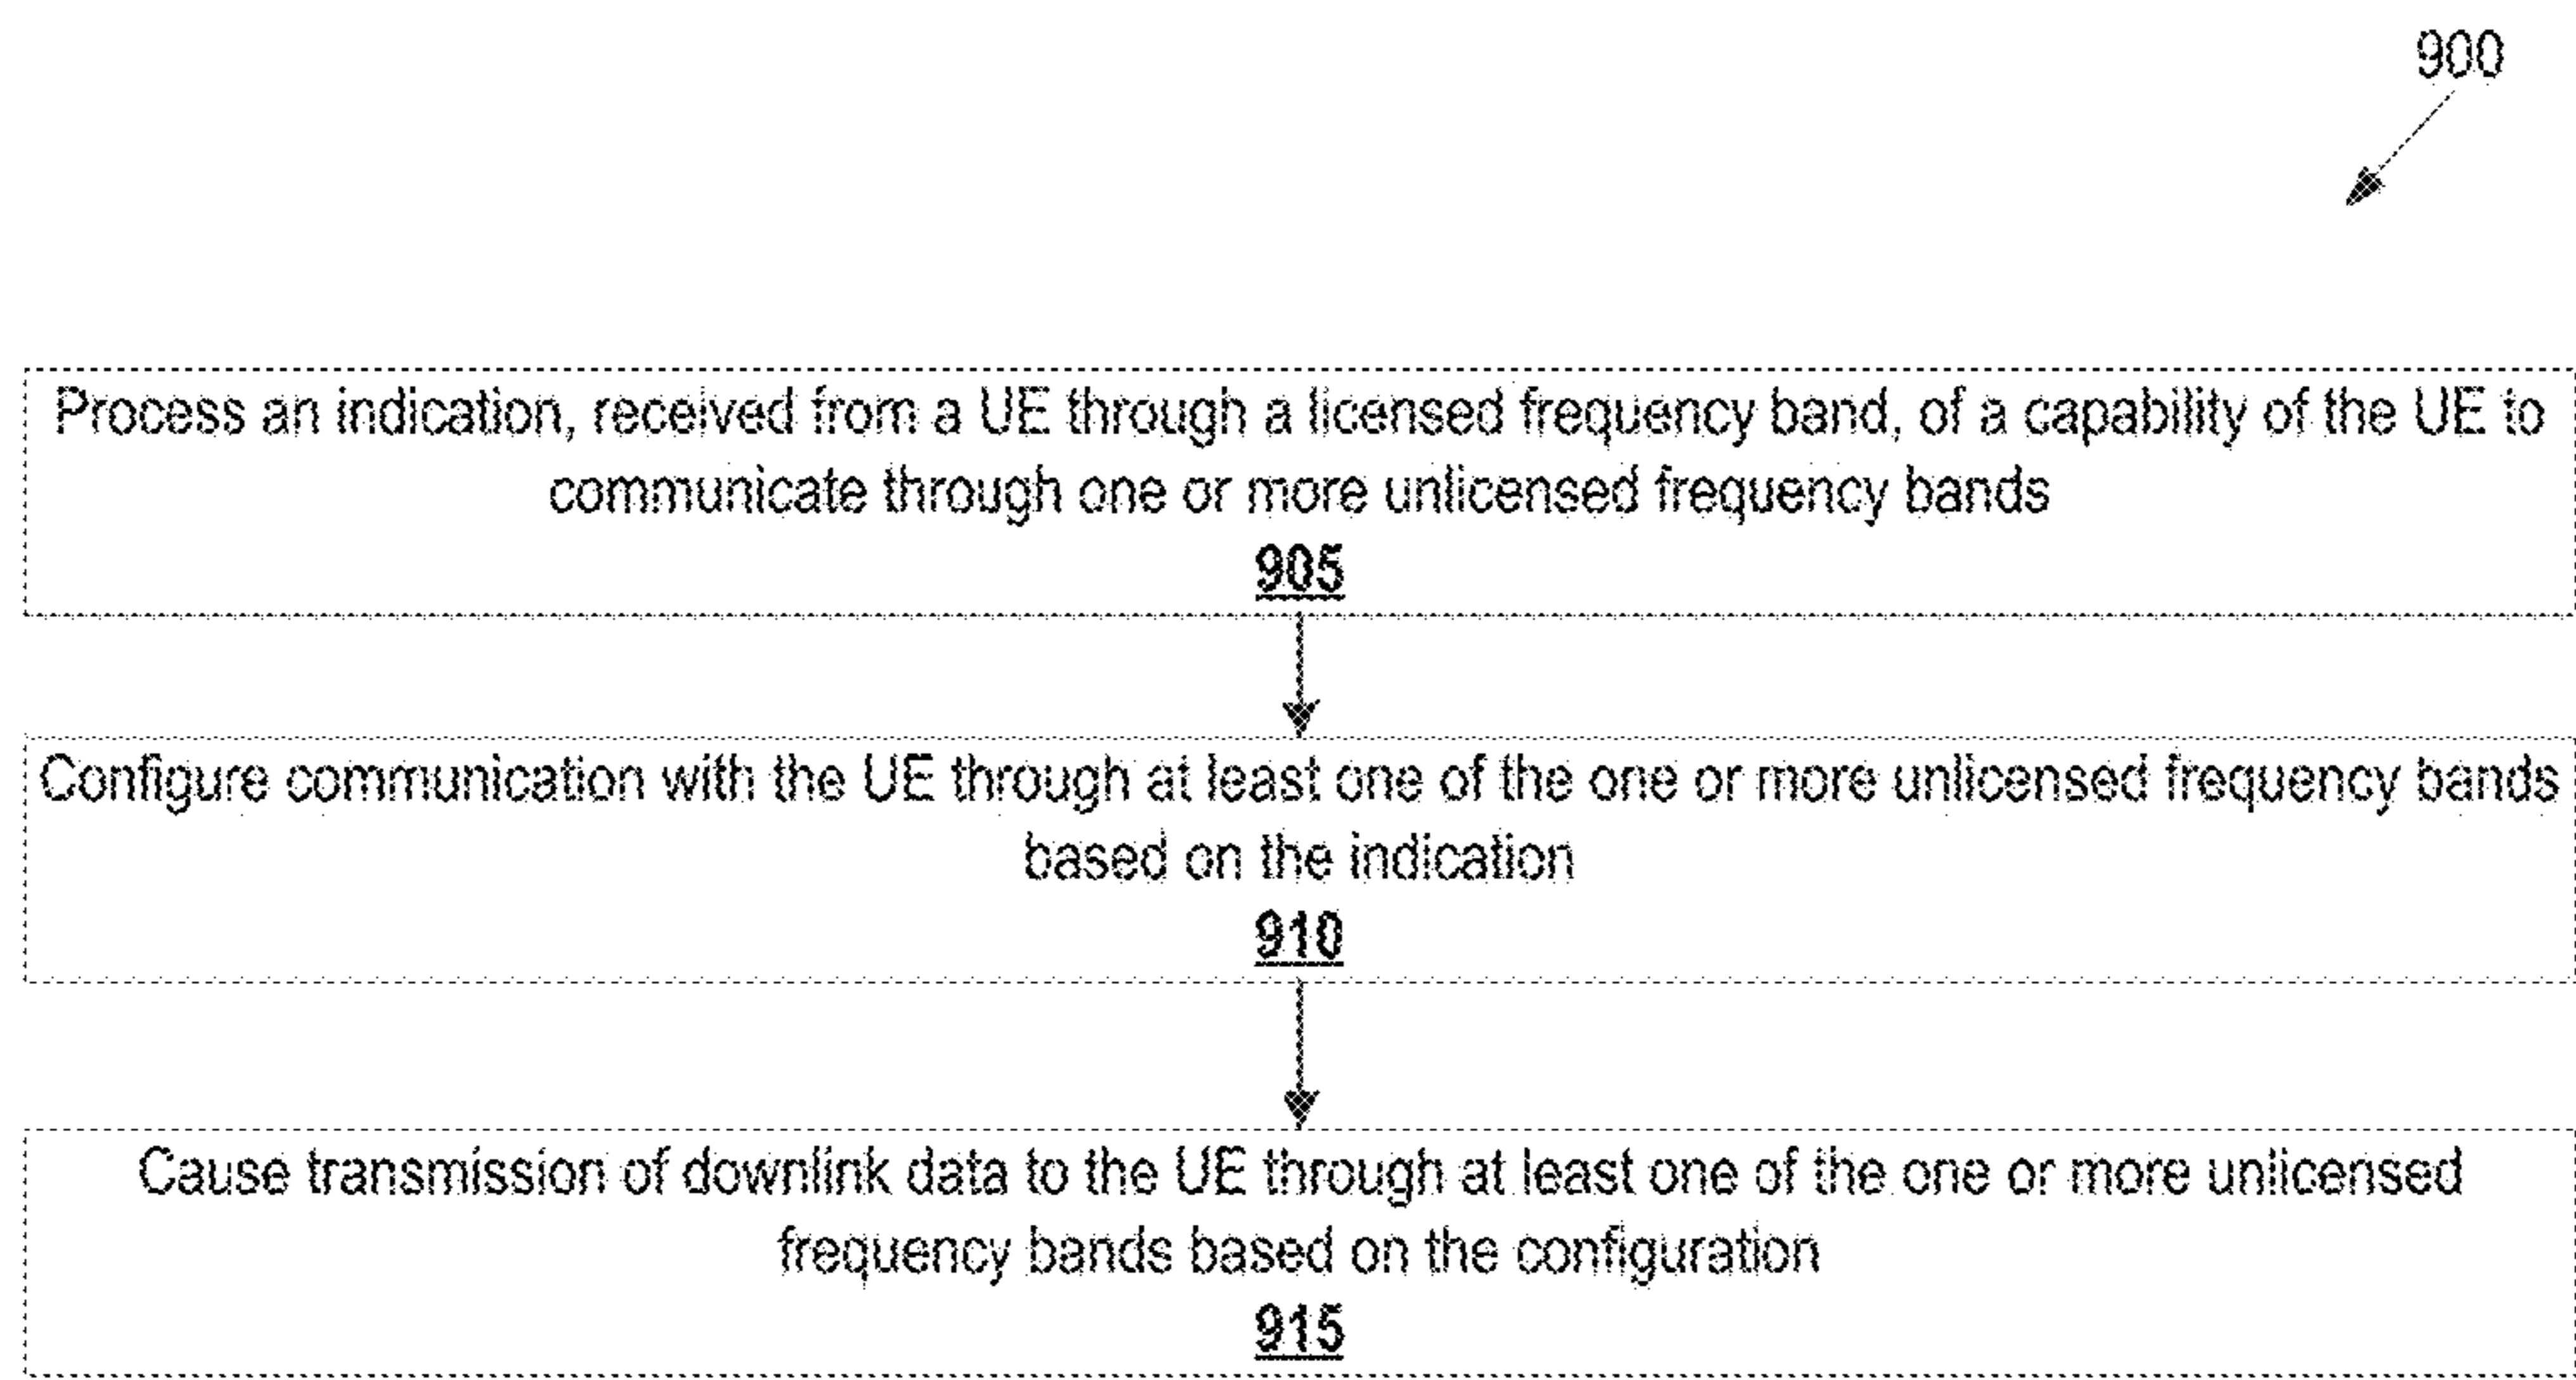 900
Process an indication, received from a UE through a licensed frequency band, of a capability of the UE to
communicate through one or more unlicensed frequency bands
905
Configure communication with the UE through at least one of the one or more unlicensed frequency bands
based on the indication
910
Cause transmission of downlink data to the UE through at least one of the one or more unlicensed
frequency bands based on the configuration
915